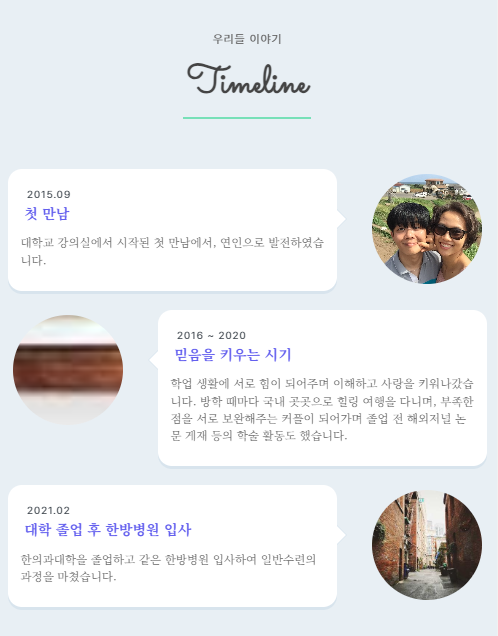 우리들 이야기
Timeline
2015.09
첫 만남
대학교 강의실에서 시작된 첫 만남에서, 연인으로 발전하였습
니다.
2016 ~ 2020
믿음을 키우는 시기
학업 생활에 서로 힘이 되어주며 이해하고 사랑을 키워나갔습
니다. 방학 때마다 국내 곳곳으로 힐링 여행을 다니며, 부족한
점을 서로 보완해주는 커플이 되어가며 졸업 전 해외저널 논
문 게재 등의 학술 활동도 했습니다.
2021.02
대학 졸업 후 한방병원 입사
한의과대학을 졸업하고 같은 한방병원 입사하여 일반수련의
과정을 마쳤습니다.